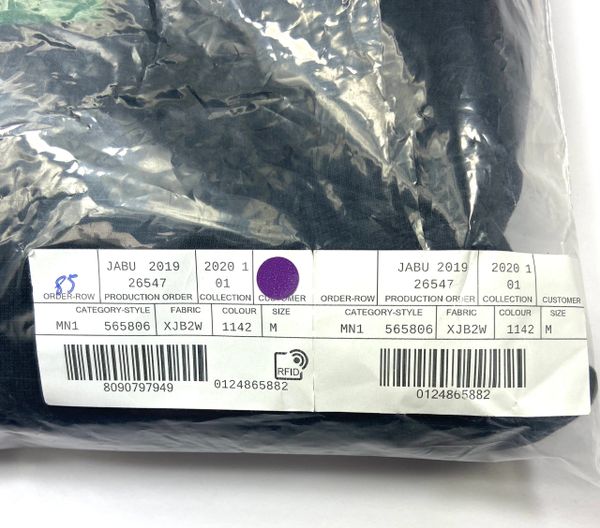 JABU 2019
2020 1
26547
01
85
ORDER-ROW PRODUCTION ORDER COLLECTION CUSTOMER
CATEGORY-STYLE FABRIC COLOUR SIZE
MN1 565806 XJB2W 1142 M
8090797949
0124865882
RFID
JABU 2019
2020 1
26547
01
ORDER-ROW PRODUCTION ORDER COLLECTION CUSTOMER
CATEGORY-STYLE FABRIC COLOUR SIZE
MN1 565806 XJB2W 1142 M
0124865882